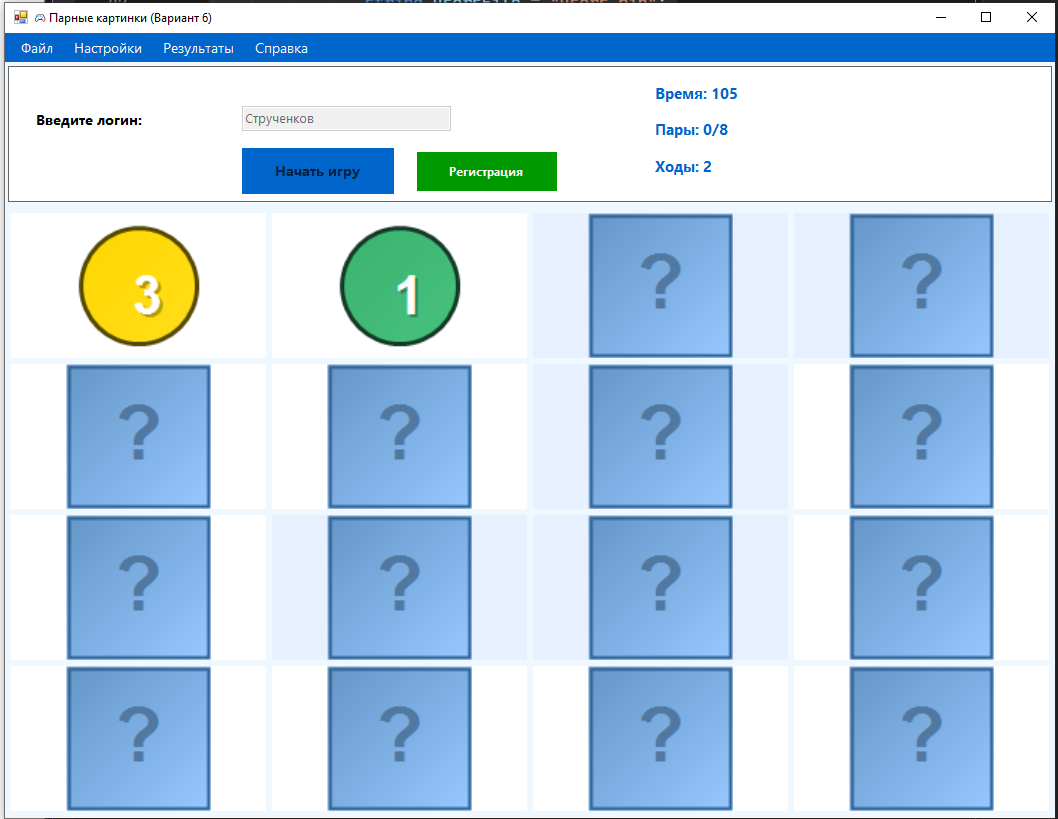 Парные картинки (Вариант 6)
Файл Настройки Результаты Справка
Время: 105
Введите логин: Струченков
Пары: 0/8
Начать игру Регистрация
Ходы: 2
3 1 ? ?
? ? ? ?
? ? ? ?
? ? ? ?